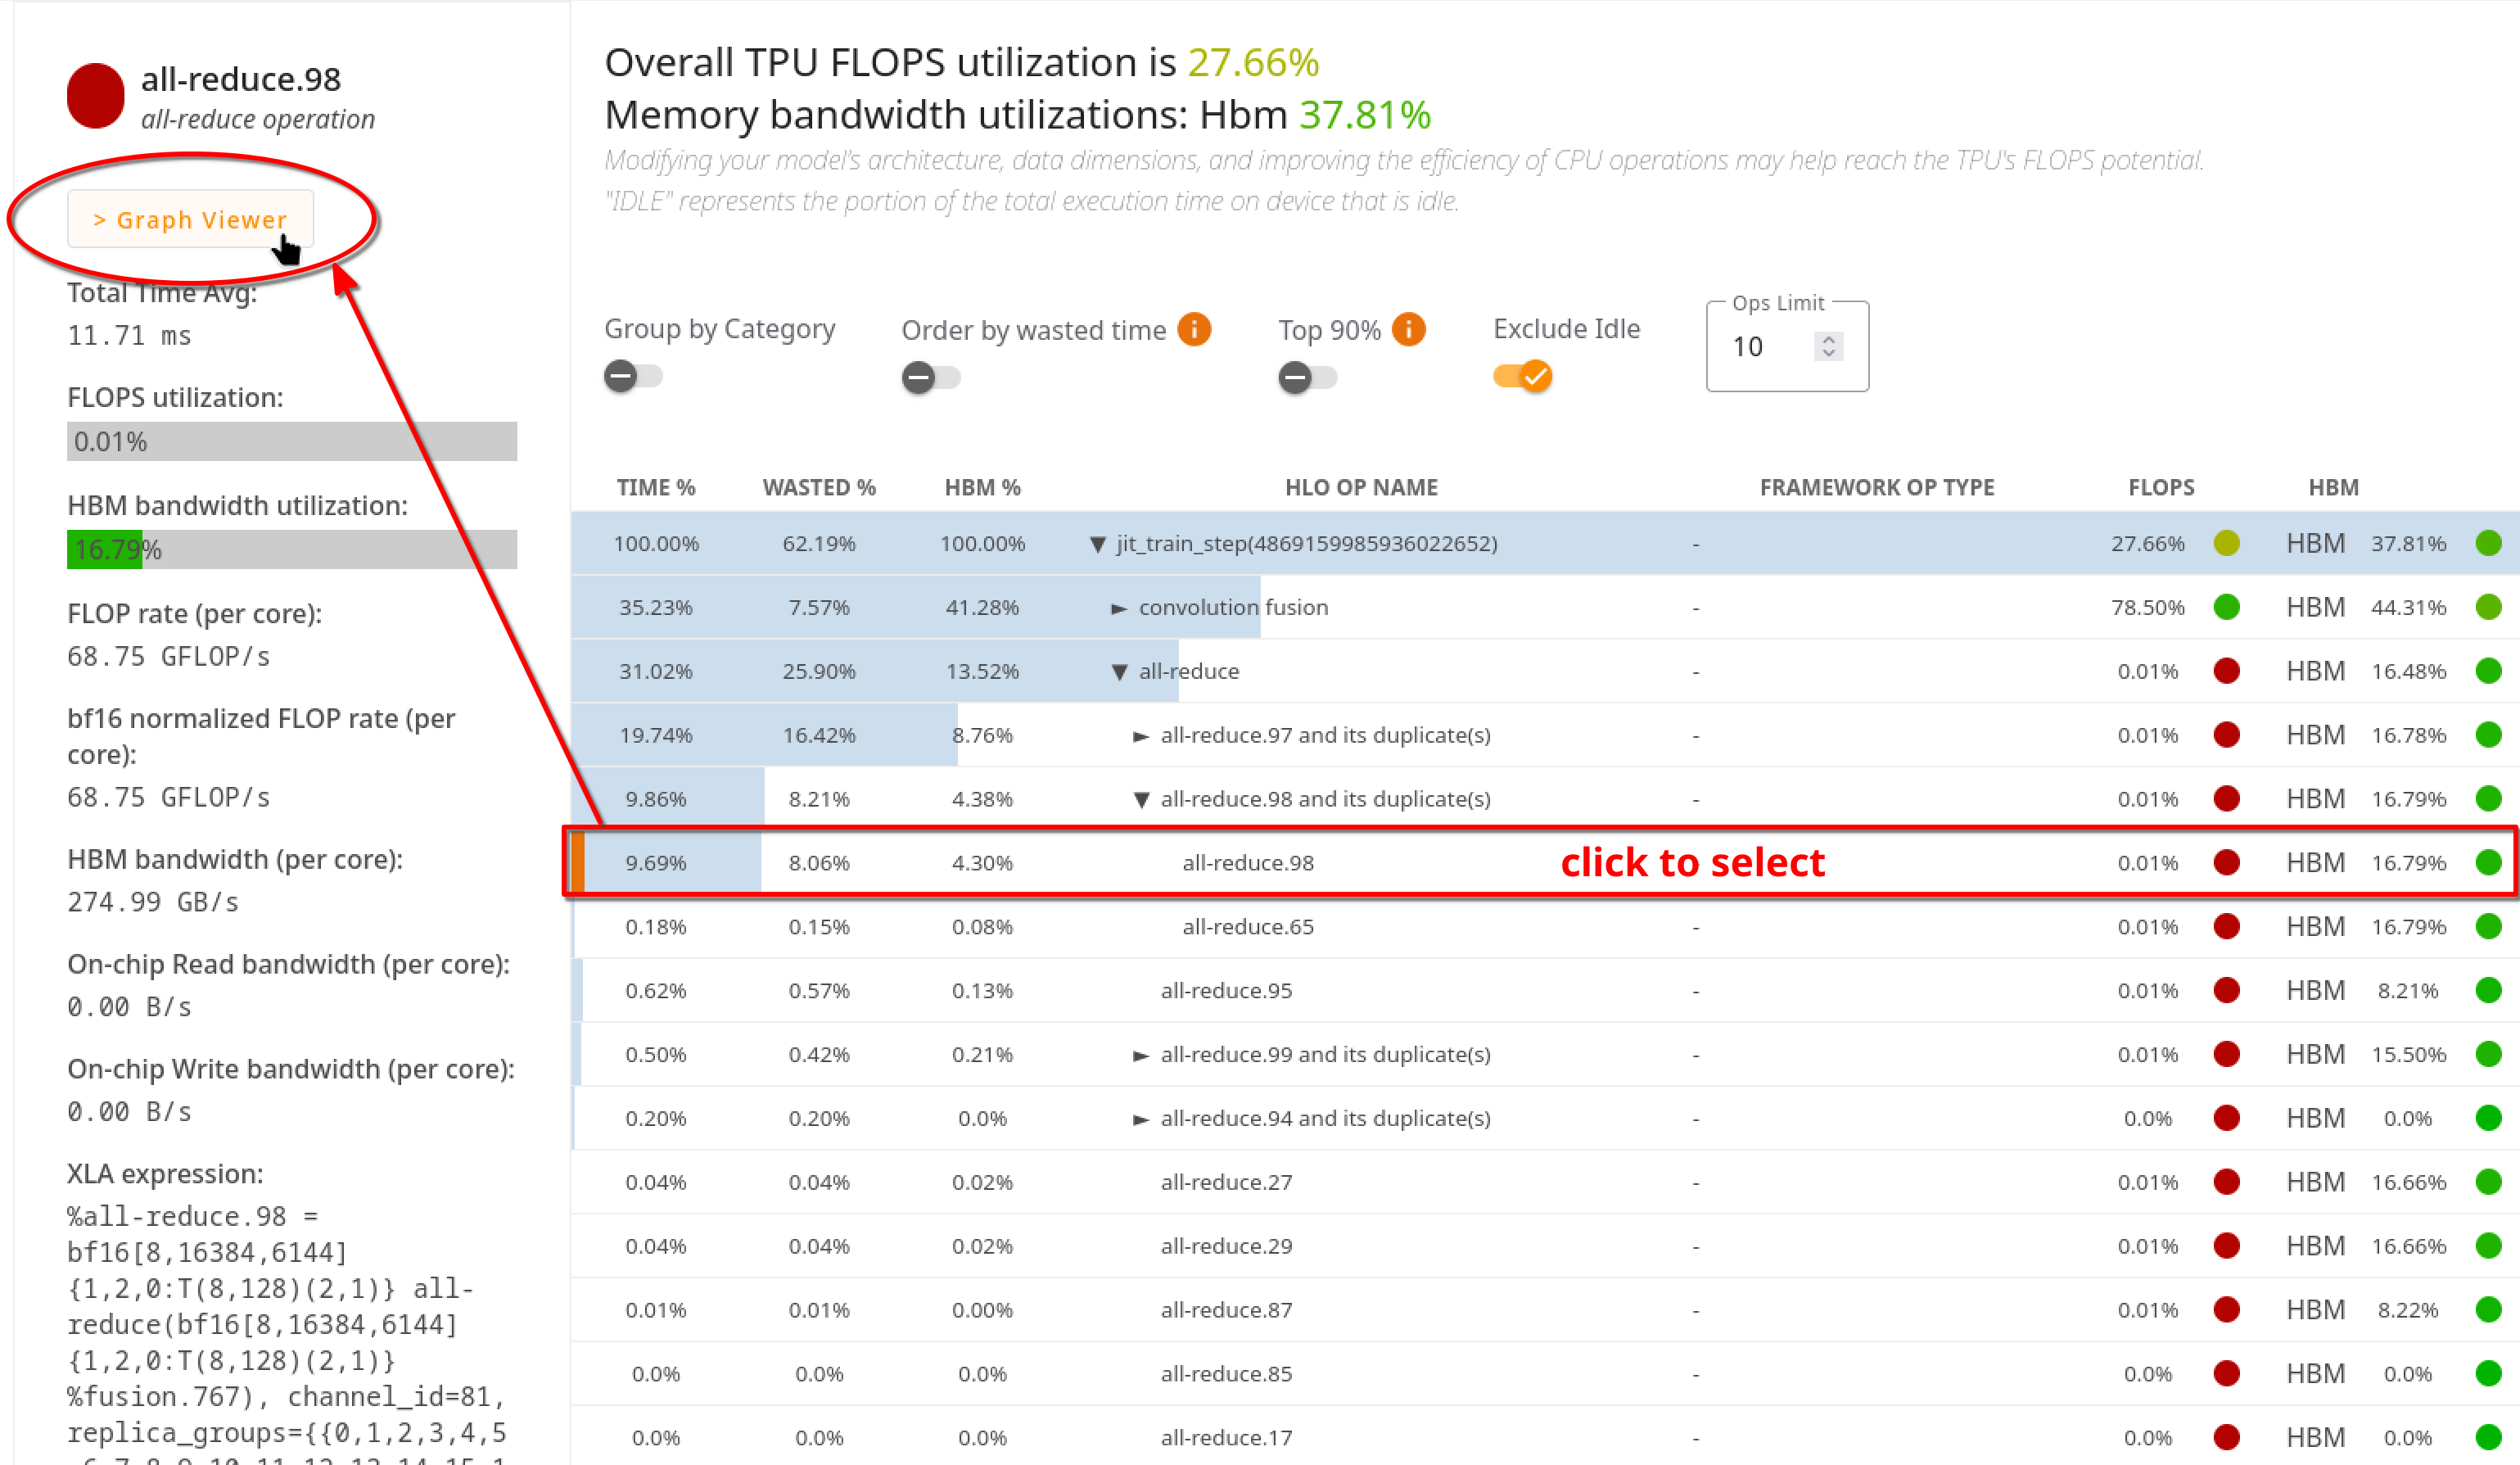 all-reduce.98
all-reduce operation
> Graph Viewer
Total Time Avg:
11.71 ms
FLOPS utilization:
0.01%
HBM bandwidth utilization:
16.79%
FLOP rate (per core):
68.75 GFLOP/s
bf16 normalized FLOP rate (per
core):
68.75 GFLOP/s
HBM bandwidth (per core):
274.99 GB/s
On-chip Read bandwidth (per core):
0.00 B/s
On-chip Write bandwidth (per core):
0.00 B/s
XLA expression:
%all-reduce.98 =
bf16[8,16384,6144]
{1,2,0:T(8,128)(2,1)} all-
reduce(bf16[8,16384,6144]
{1,2,0:T(8,128)(2,1)}
%fusion.767), channel_id=81,
replica_groups={{0,1,2,3,4,5
Overall TPU FLOPS utilization is 27.66%
Memory bandwidth utilizations: Hbm 37.81%
Modifying your model's architecture, data dimensions, and improving the efficiency of CPU operations may help reach the TPU's FLOPS potential.
"IDLE" represents the portion of the total execution time on device that is idle.
Group by Category Order by wasted time i Top 90% i Exclude Idle Ops Limit
10
TIME % WASTED % HBM % HLO OP NAME FRAMEWORK OP TYPE FLOPS HBM
100.00% 62.19% 100.00% ▼ jit_train_step(4869159985936022652) - 27.66% HBM 37.81%
35.23% 7.57% 41.28% ► convolution fusion - 78.50% HBM 44.31%
31.02% 25.90% 13.52% ▼ all-reduce - 0.01% HBM 16.48%
19.74% 16.42% 8.76% ► all-reduce.97 and its duplicate(s) - 0.01% HBM 16.78%
9.86% 8.21% 4.38% ▼ all-reduce.98 and its duplicate(s) - 0.01% HBM 16.79%
9.69% 8.06% 4.30% all-reduce.98 click to select 0.01% HBM 16.79%
0.18% 0.15% 0.08% all-reduce.65 - 0.01% HBM 16.79%
0.62% 0.57% 0.13% all-reduce.95 - 0.01% HBM 8.21%
0.50% 0.42% 0.21% ► all-reduce.99 and its duplicate(s) - 0.01% HBM 15.50%
0.20% 0.20% 0.0% ► all-reduce.94 and its duplicate(s) - 0.0% HBM 0.0%
0.04% 0.04% 0.02% all-reduce.27 - 0.01% HBM 16.66%
0.04% 0.04% 0.02% all-reduce.29 - 0.01% HBM 16.66%
0.01% 0.01% 0.00% all-reduce.87 - 0.01% HBM 8.22%
0.0% 0.0% 0.0% all-reduce.85 - 0.0% HBM 0.0%
0.0% 0.0% 0.0% all-reduce.17 - 0.0% HBM 0.0%